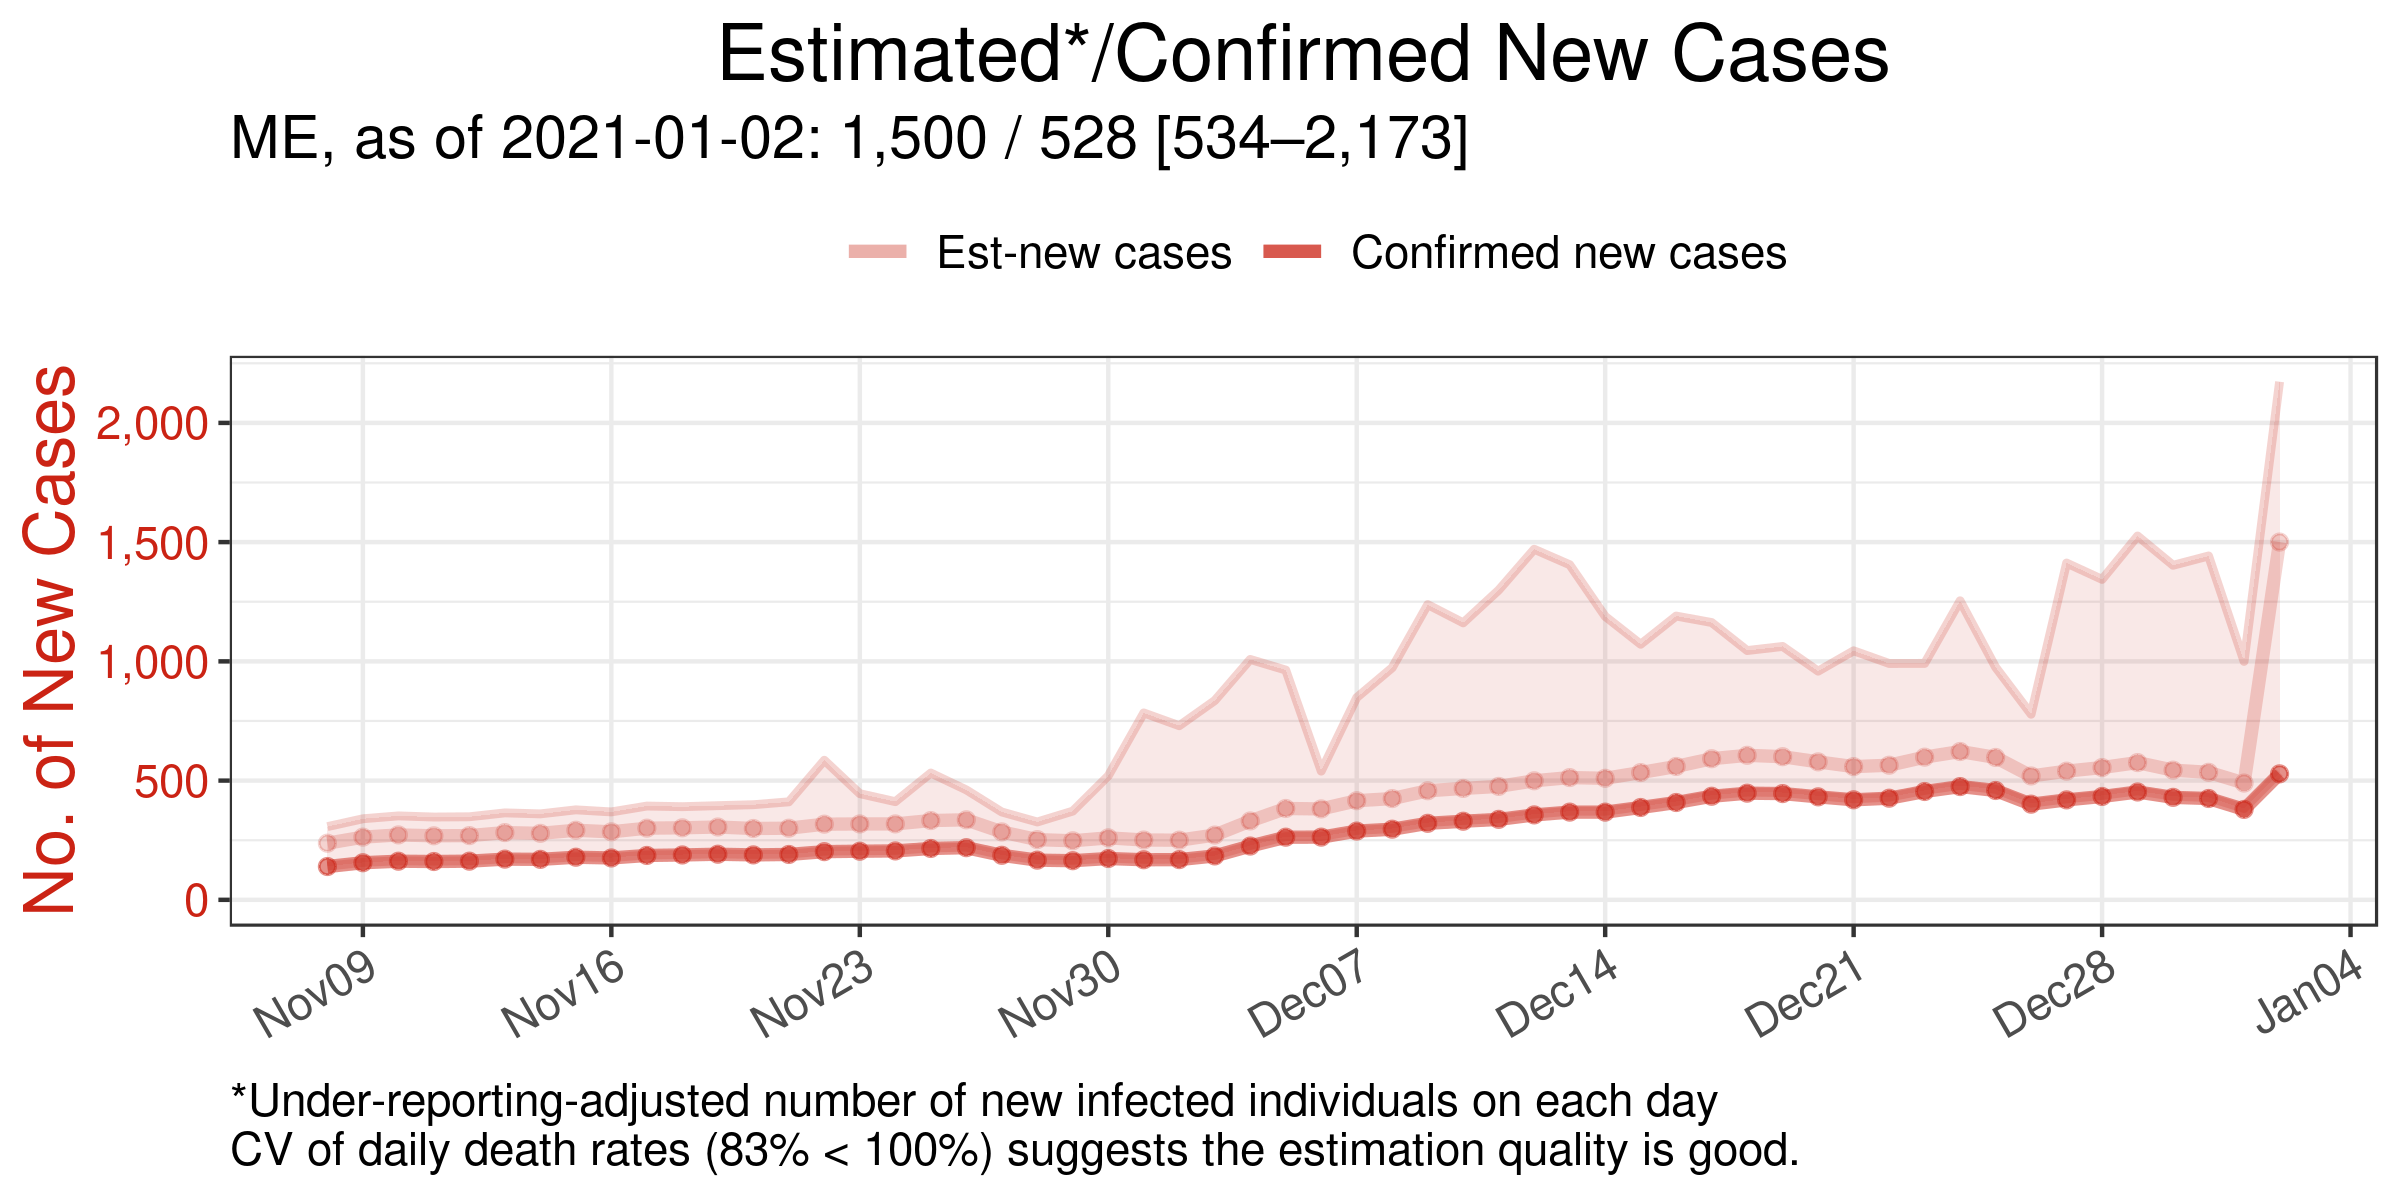 Estimated*/Confirmed New Cases
ME, as of 2021-01-02: 1,500 / 528 [534–2,173]
Est-new cases Confirmed new cases
No. of New Cases
2,000
1,500
1,000
500
0
Nov09 Nov16 Nov23 Nov30 Dec07 Dec14 Dec21 Dec28 Jan04
*Under-reporting-adjusted number of new infected individuals on each day
CV of daily death rates (83% < 100%) suggests the estimation quality is good.